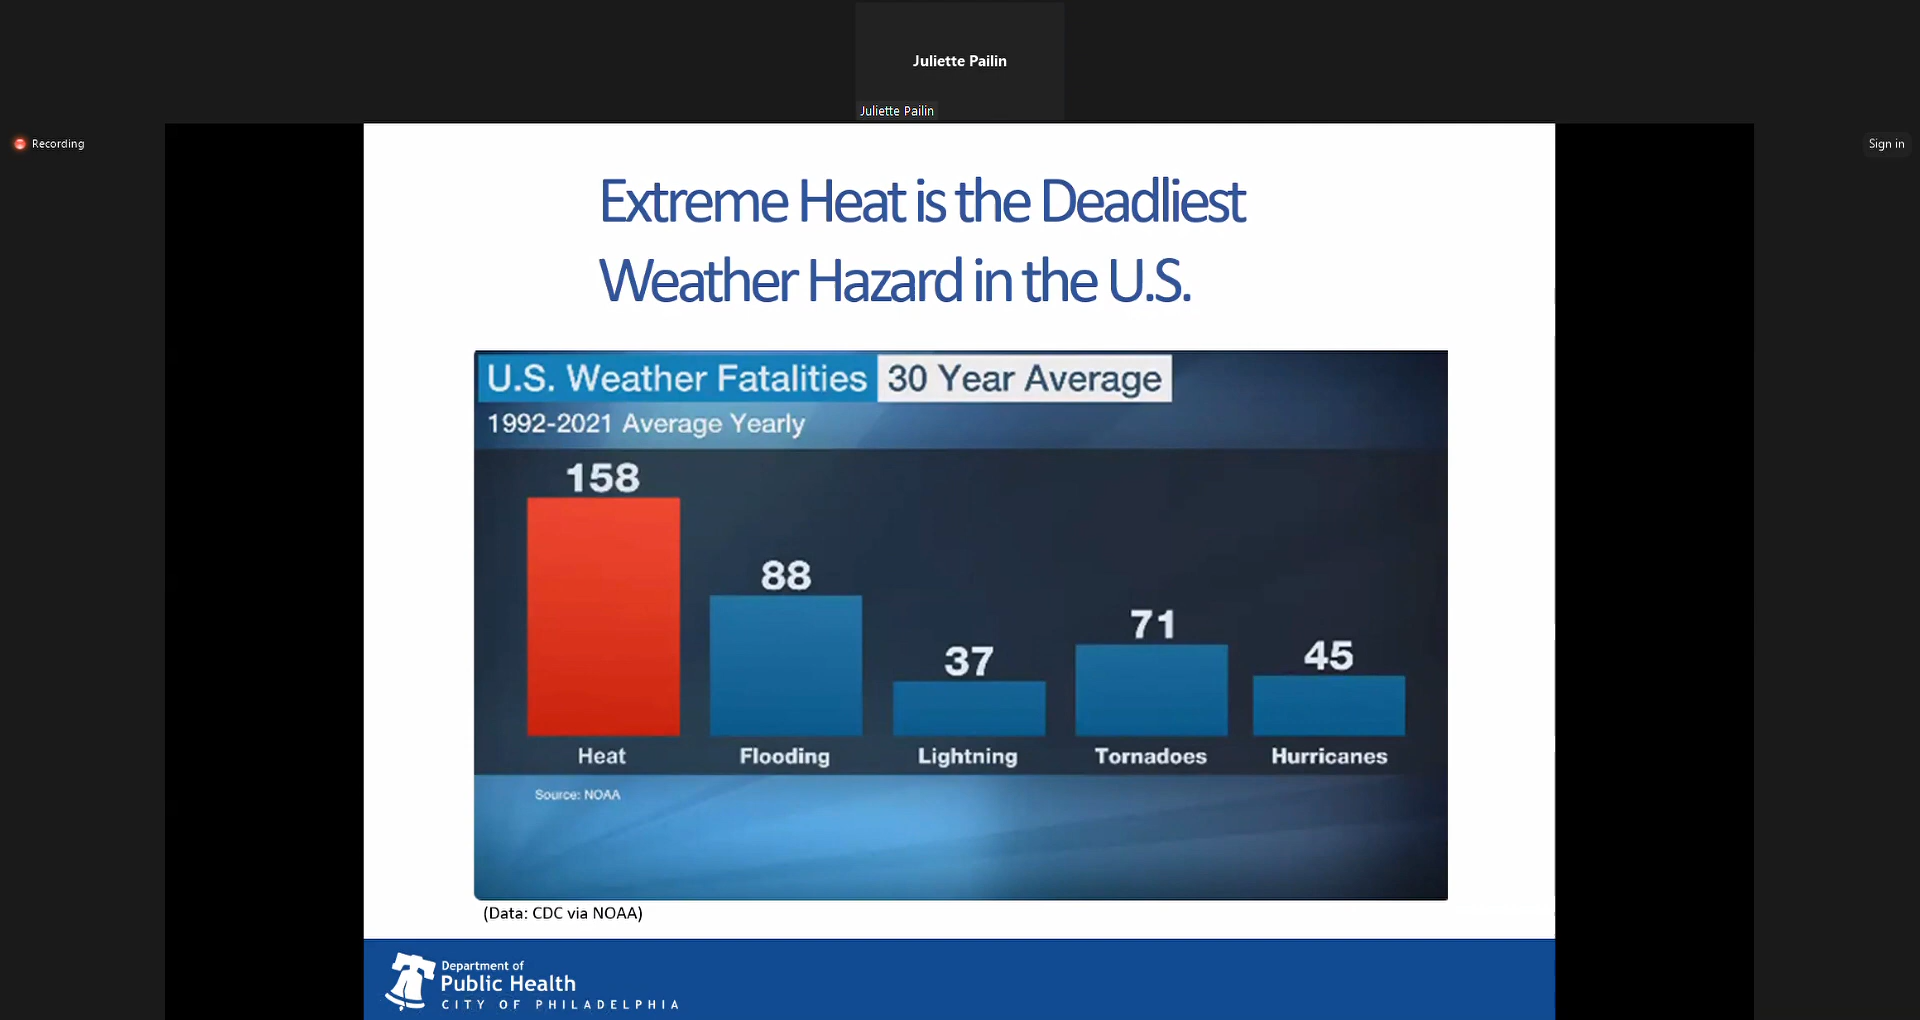 Juliette Pailin
Juliette Pailin
Recording
Sign in
Extreme Heat is the Deadliest
Weather Hazard in the U.S.
U.S. Weather Fatalities 30 Year Average
1992-2021 Average Yearly
158
88
37
71
45
Heat
Flooding
Lightning
Tornadoes
Hurricanes
Source: NOAA
(Data: CDC via NOAA)
Department of
Public Health
CITY OF PHILADELPHIA